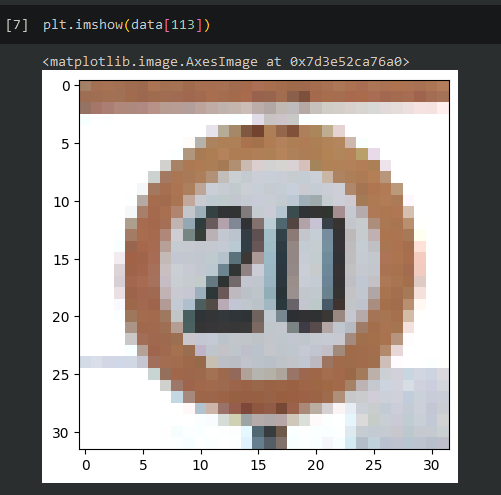 [7] plt.imshow(data[113])
<matplotlib.image.AxesImage at 0x7d3e52ca76a0>
0
5
10
15
20
25
30
20
0 5 10 15 20 25 30